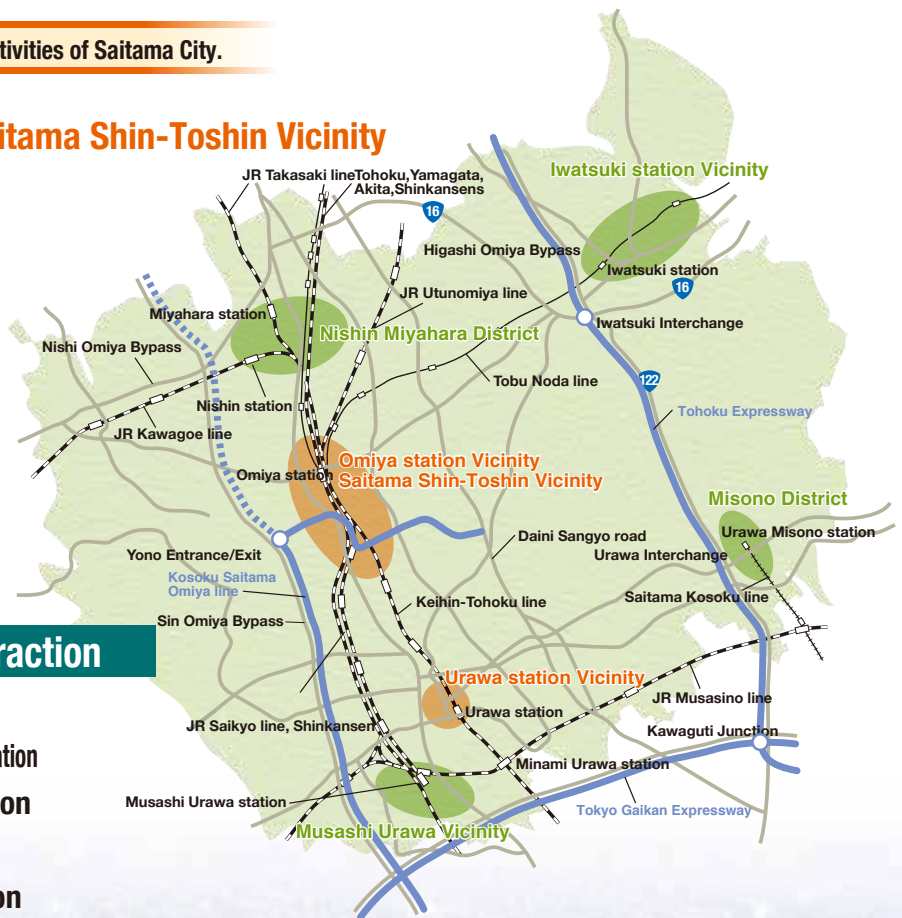 tivities of Saitama City.
itama Shin-Toshin Vicinity
JR Takasaki line
Tohoku,Yamagata,
Akita,Shinkansens
16
Iwatsuki station Vicinity
Higashi Omiya Bypass
Iwatsuki station
16
JR Utunomiya line
Miyahara station
Nishin Miyahara District
Iwatsuki Interchange
Nishi Omiya Bypass
Tobu Noda line
122
Nishin station
Tohoku Expressway
JR Kawagoe line
Omiya station Vicinity
Saitama Shin-Toshin Vicinity
Omiya station
Misono District
Urawa Misono station
Daini Sangyo road
Urawa Interchange
Yono Entrance/Exit
Kosoku Saitama
Omiya line
Saitama Kosoku line
Keihin-Tohoku line
Sin Omiya Bypass
raction
Urawa station Vicinity
JR Musasino line
Urawa station
JR Saikyo line, Shinkansen
Kawaguti Junction
ation
Minami Urawa station
Musashi Urawa station
on
Tokyo Gaikan Expressway
Musashi Urawa Vicinity
on